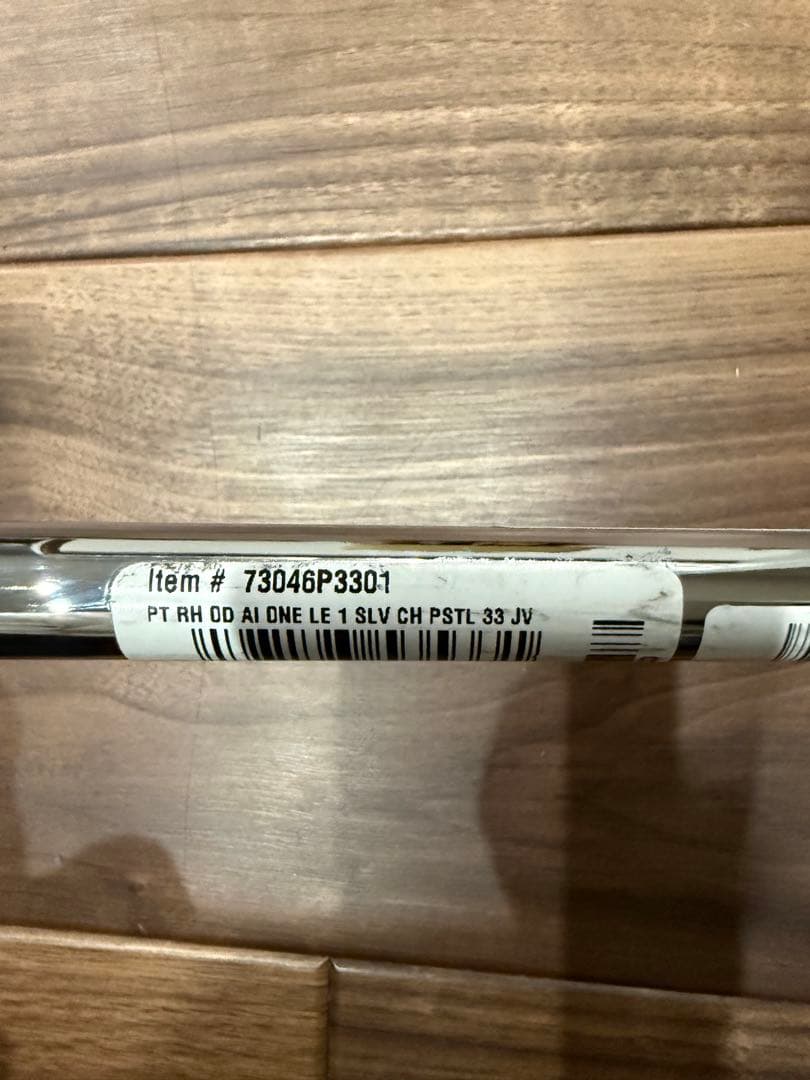 Item # 73046P3301
PT RH OD AI ONE LE 1 SLV CH PSTL 33 JV